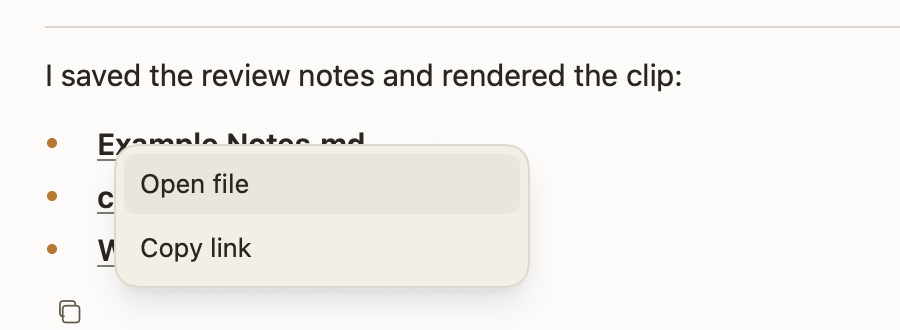 I saved the review notes and rendered the clip:
Example Notes.md
Open file
Copy link